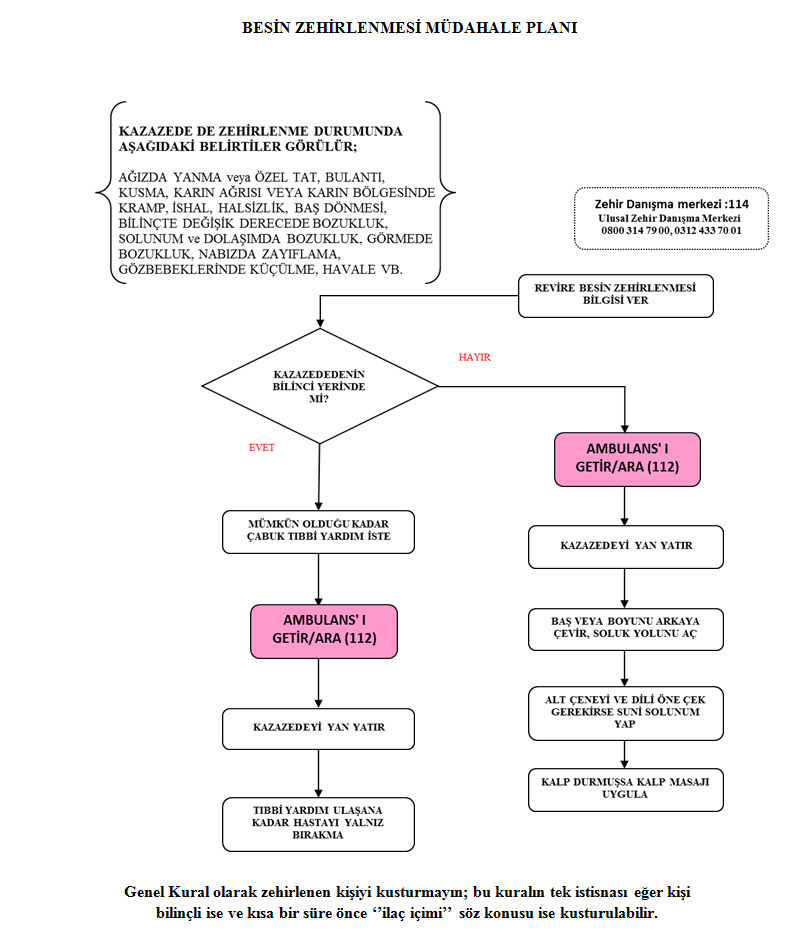 BESİN ZEHİRLENMESİ MÜDAHALE PLANI
KAZAZEDE DE ZEHİRLENME DURUMUNDA
AŞAĞIDAKİ BELİRTİLER GÖRÜLÜR;
AĞIZDA YANMA veya ÖZEL TAT, BULANTI,
KUSMA, KARIN AĞRISI VEYA KARIN BÖLGESİNDE
KRAMP, İSHAL, HALSİZLİK, BAŞ DÖNMESİ,
BİLİNÇTE DEĞİŞİK DERECEDE BOZUKLUK,
SOLUNUM ve DOLAŞIMDA BOZUKLUK, GÖRMEDE
BOZUKLUK, NABIZDA ZAYIFLAMA,
GÖZBEBEKLERİNDE KÜÇÜLME, HAVALE VB.
Zehir Danışma merkezi :114
Ulusal Zehir Danışma Merkezi
0800 314 79 00, 0312 433 70 01
REVİRE BESİN ZEHİRLENMESİ
BİLGİSİ VER
KAZAZEDEDENİN
BİLİNCİ YERİNDE
Mİ?
HAYIR
EVET
AMBULANS' I
GETİR/ARA (112)
KAZAZEDEYİ YAN YATIR
BAŞ VEYA BOYUNU ARKAYA
ÇEVİR, SOLUK YOLUNU AÇ
ALT ÇENEYİ VE DİLİ ÖNE ÇEK
GEREKİRSE SUNİ SOLUNUM
YAP
KALP DURMUŞSA KALP MASAJI
UYGULA
MÜMKÜN OLDUĞU KADAR
ÇABUK TIBBİ YARDIM İSTE
AMBULANS' I
GETİR/ARA (112)
KAZAZEDEYİ YAN YATIR
TIBBİ YARDIM ULAŞANA
KADAR HASTAYI YALNIZ
BIRAKMA
Genel Kural olarak zehirlenen kişiyi kusturmayın; bu kuralın tek istisnası eğer kişi
bilinçli ise ve kısa bir süre önce ‘’ilaç içimi’’ söz konusu ise kusturulabilir.